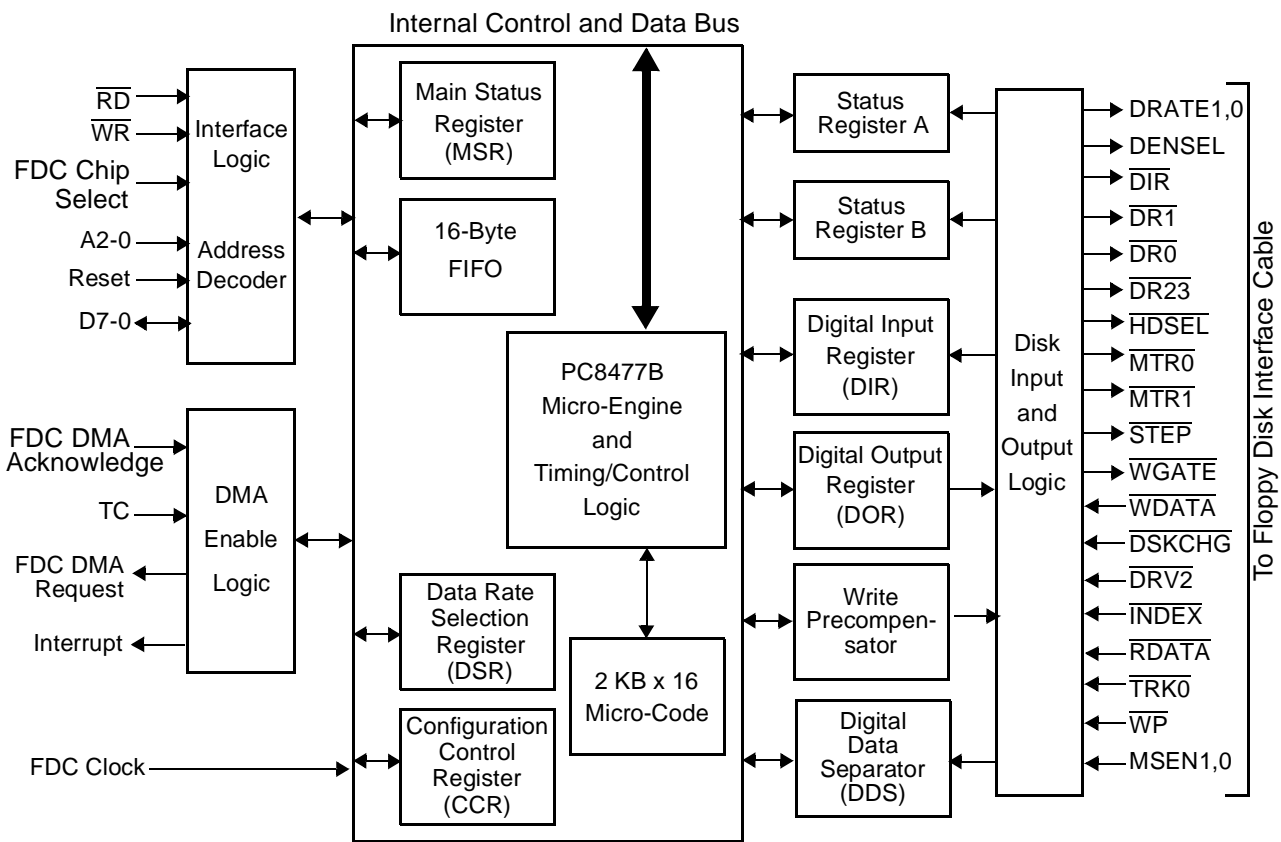 Internal Control and Data Bus
RD
WR
FDC Chip
Select
A2-0
Reset
D7-0
Interface
Logic
Address
Decoder
FDC DMA
Acknowledge
TC
FDC DMA
Request
Interrupt
DMA
Enable
Logic
FDC Clock
Main Status
Register
(MSR)
16-Byte
FIFO
PC8477B
Micro-Engine
and
Timing/Control
Logic
Data Rate
Selection
Register
(DSR)
2 KB x 16
Micro-Code
Configuration
Control
Register
(CCR)
Status
Register A
Status
Register B
Digital Input
Register
(DIR)
Digital Output
Register
(DOR)
Write
Precompen-
sator
Digital
Data
Separator
(DDS)
Disk
Input
and
Output
Logic
DRATE1,0
DENSEL
DIR
DR1
DR0
DR23
HDSEL
MTR0
MTR1
STEP
WGATE
WDATA
DSKCHG
DRV2
INDEX
RDATA
TRK0
WP
MSEN1,0
To Floppy Disk Interface Cable